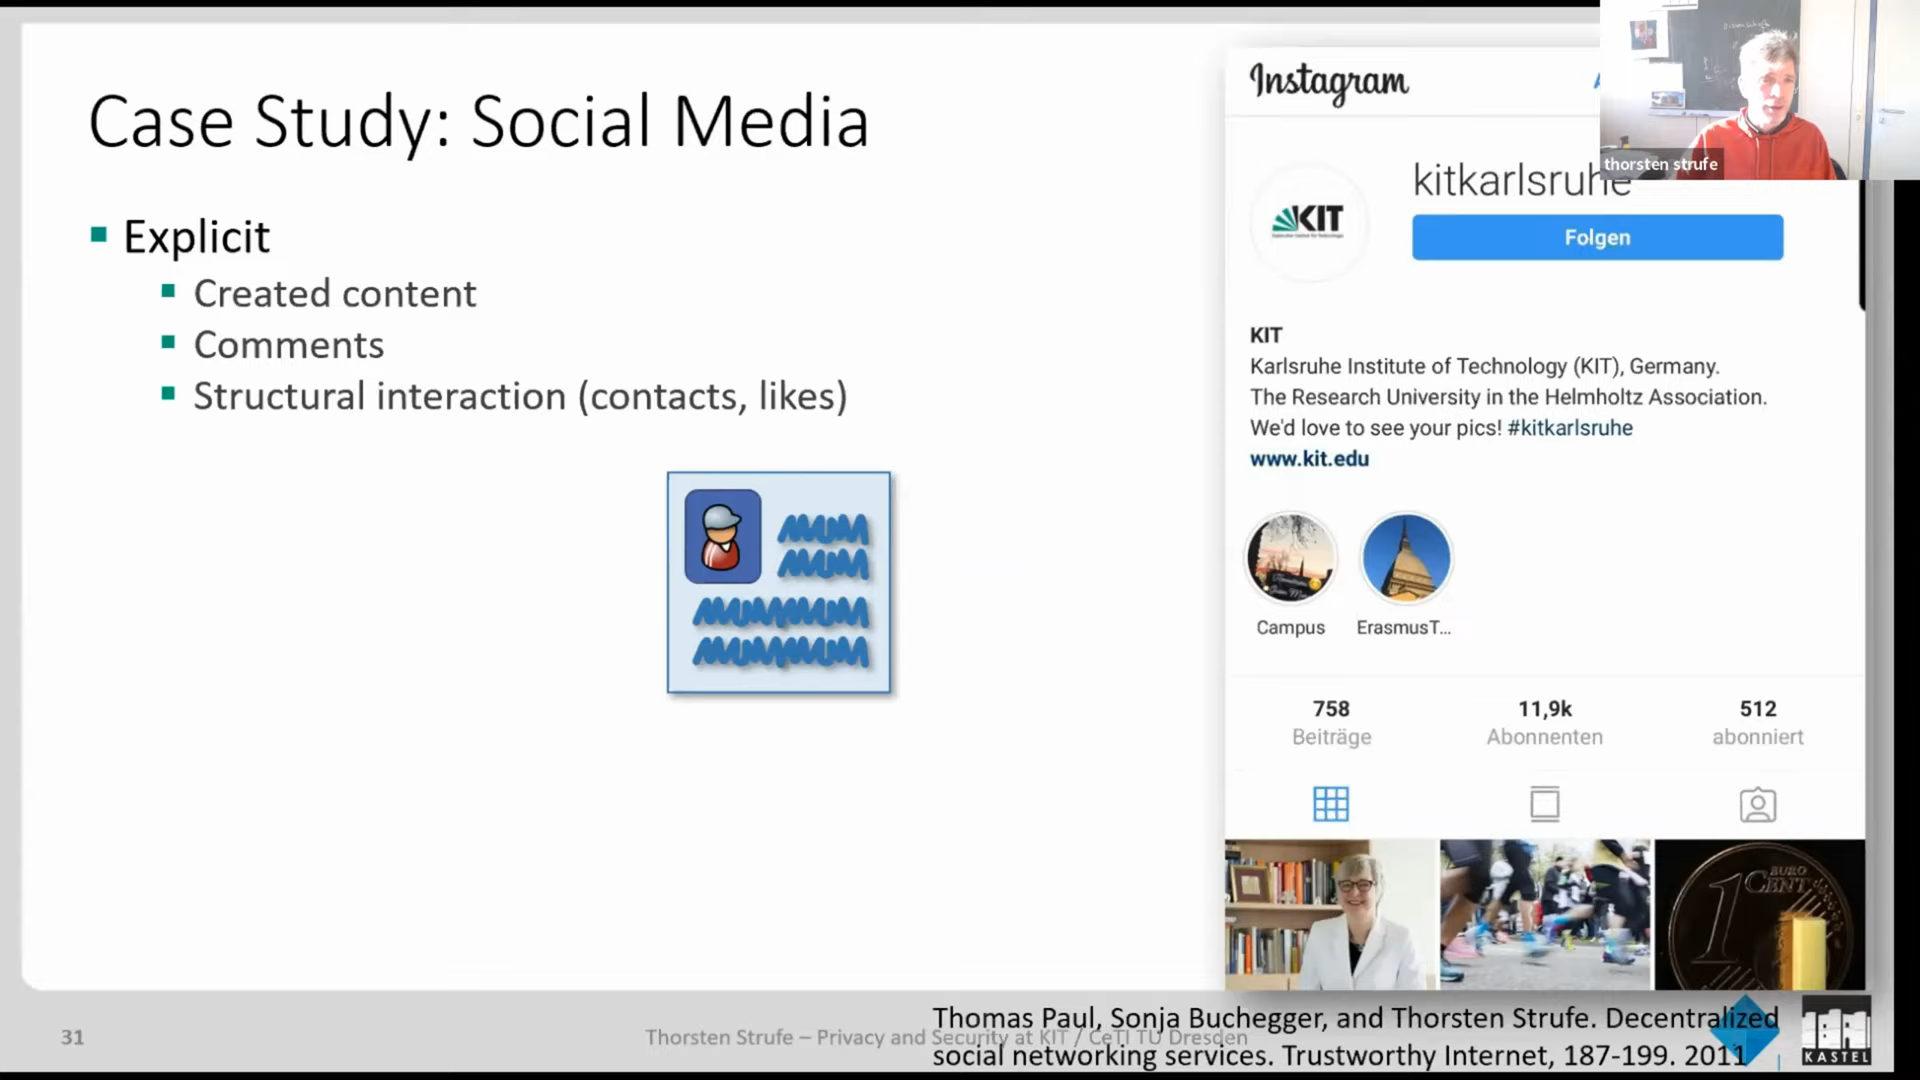 Case Study: Social Media
Explicit
Created content
Comments
Structural interaction (contacts, likes)
Instagram
thorsten strufe
kitkarlsruhe
KIT
Folgen
KIT
Karlsruhe Institute of Technology (KIT), Germany.
The Research University in the Helmholtz Association.
We'd love to see your pics! #kitkarlsruhe
www.kit.edu
Campus
ErasmusT...
758
Beiträge
11,9k
Abonnenten
512
abonniert
1
EURO
CENT
31
Thorsten Strufe – Privacy and Security at KIT / CeTI TU Dresden
Thomas Paul, Sonja Buchegger, and Thorsten Strufe. Decentralized
social networking services. Trustworthy Internet, 187-199. 2011
KASTEL